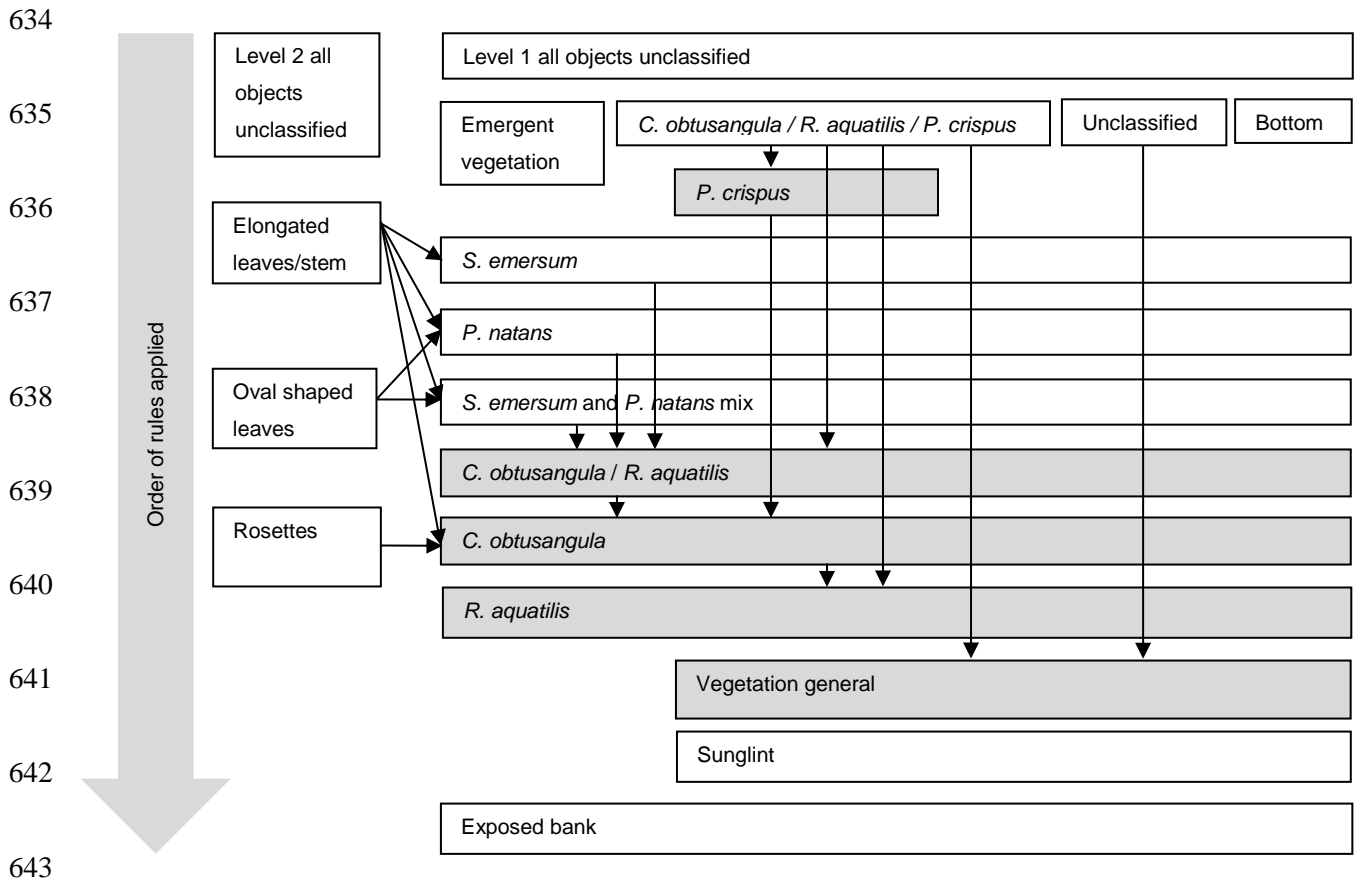 634
Level 2 all
objects
unclassified
Level 1 all objects unclassified
635
Emergent
vegetation
C. obtusangula / R. aquatilis / P. crispus
Unclassified
Bottom
P. crispus
636
Elongated
leaves/stem
S. emersum
637
P. natans
638
Oval shaped
leaves
S. emersum and P. natans mix
C. obtusangula / R. aquatilis
639
Rosettes
C. obtusangula
640
R. aquatilis
641
Vegetation general
642
Sunglint
Exposed bank
643
Order of rules applied